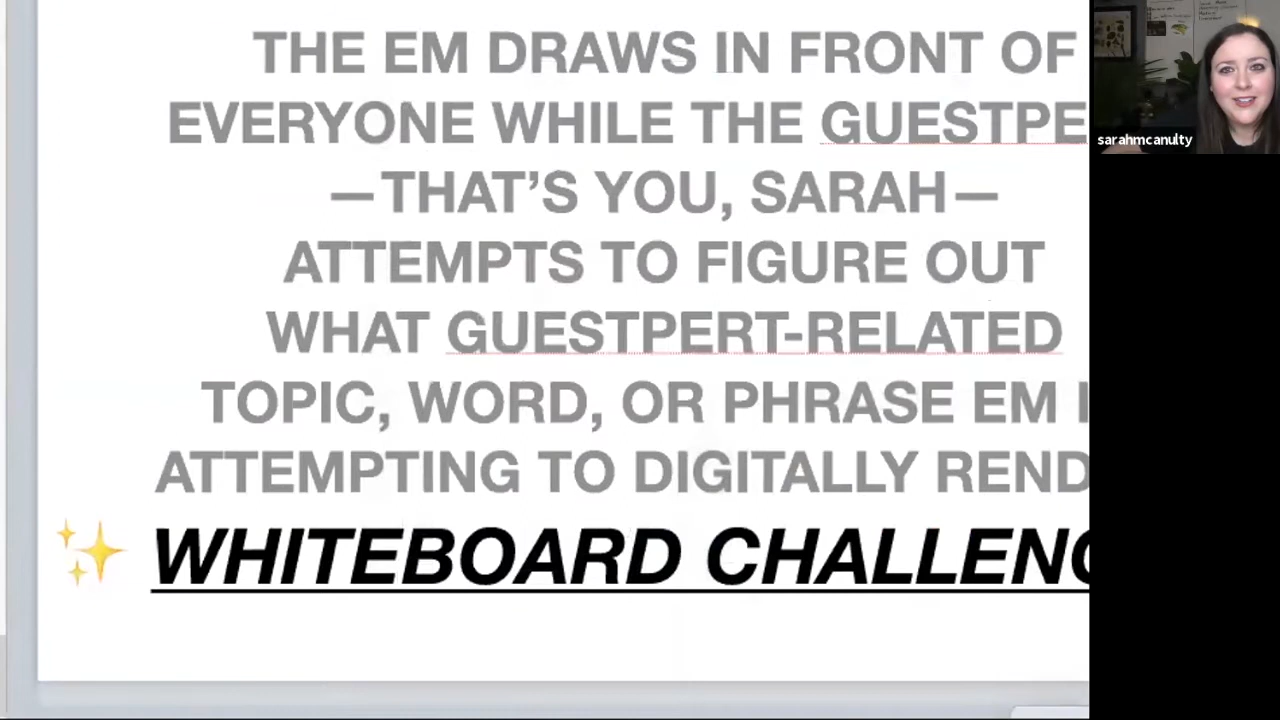 THE EM DRAWS IN FRONT OF
EVERYONE WHILE THE GUESTPE
—THAT’S YOU, SARAH—
ATTEMPTS TO FIGURE OUT
WHAT GUESTPERT-RELATED
TOPIC, WORD, OR PHRASE EM I
ATTEMPTING TO DIGITALLY REND
✨ WHITEBOARD CHALLENG
sarahmcanulty